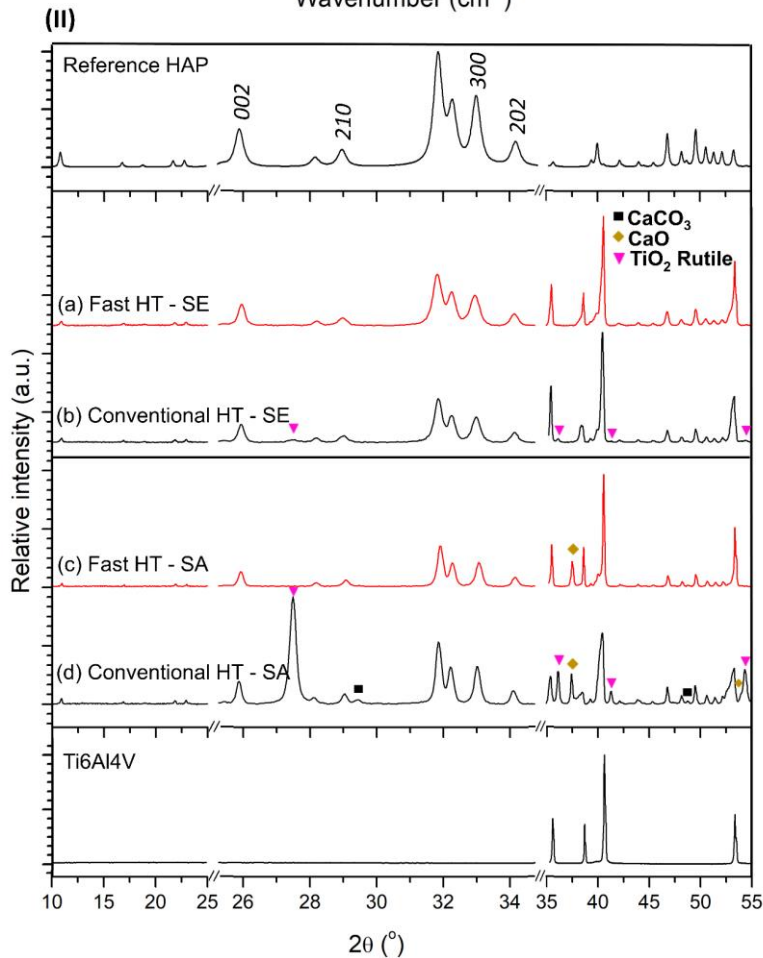 Wavenumber (cm⁻¹)
(II)
Reference HAP
002
210
300
202
CaCO₃
CaO
TiO₂ Rutile
(a) Fast HT - SE
(b) Conventional HT - SE
(c) Fast HT - SA
(d) Conventional HT - SA
Ti6Al4V
Relative intensity (a.u.)
10 15 20 25 26 28 30 32 34 35 40 45 50 55
2θ (°)